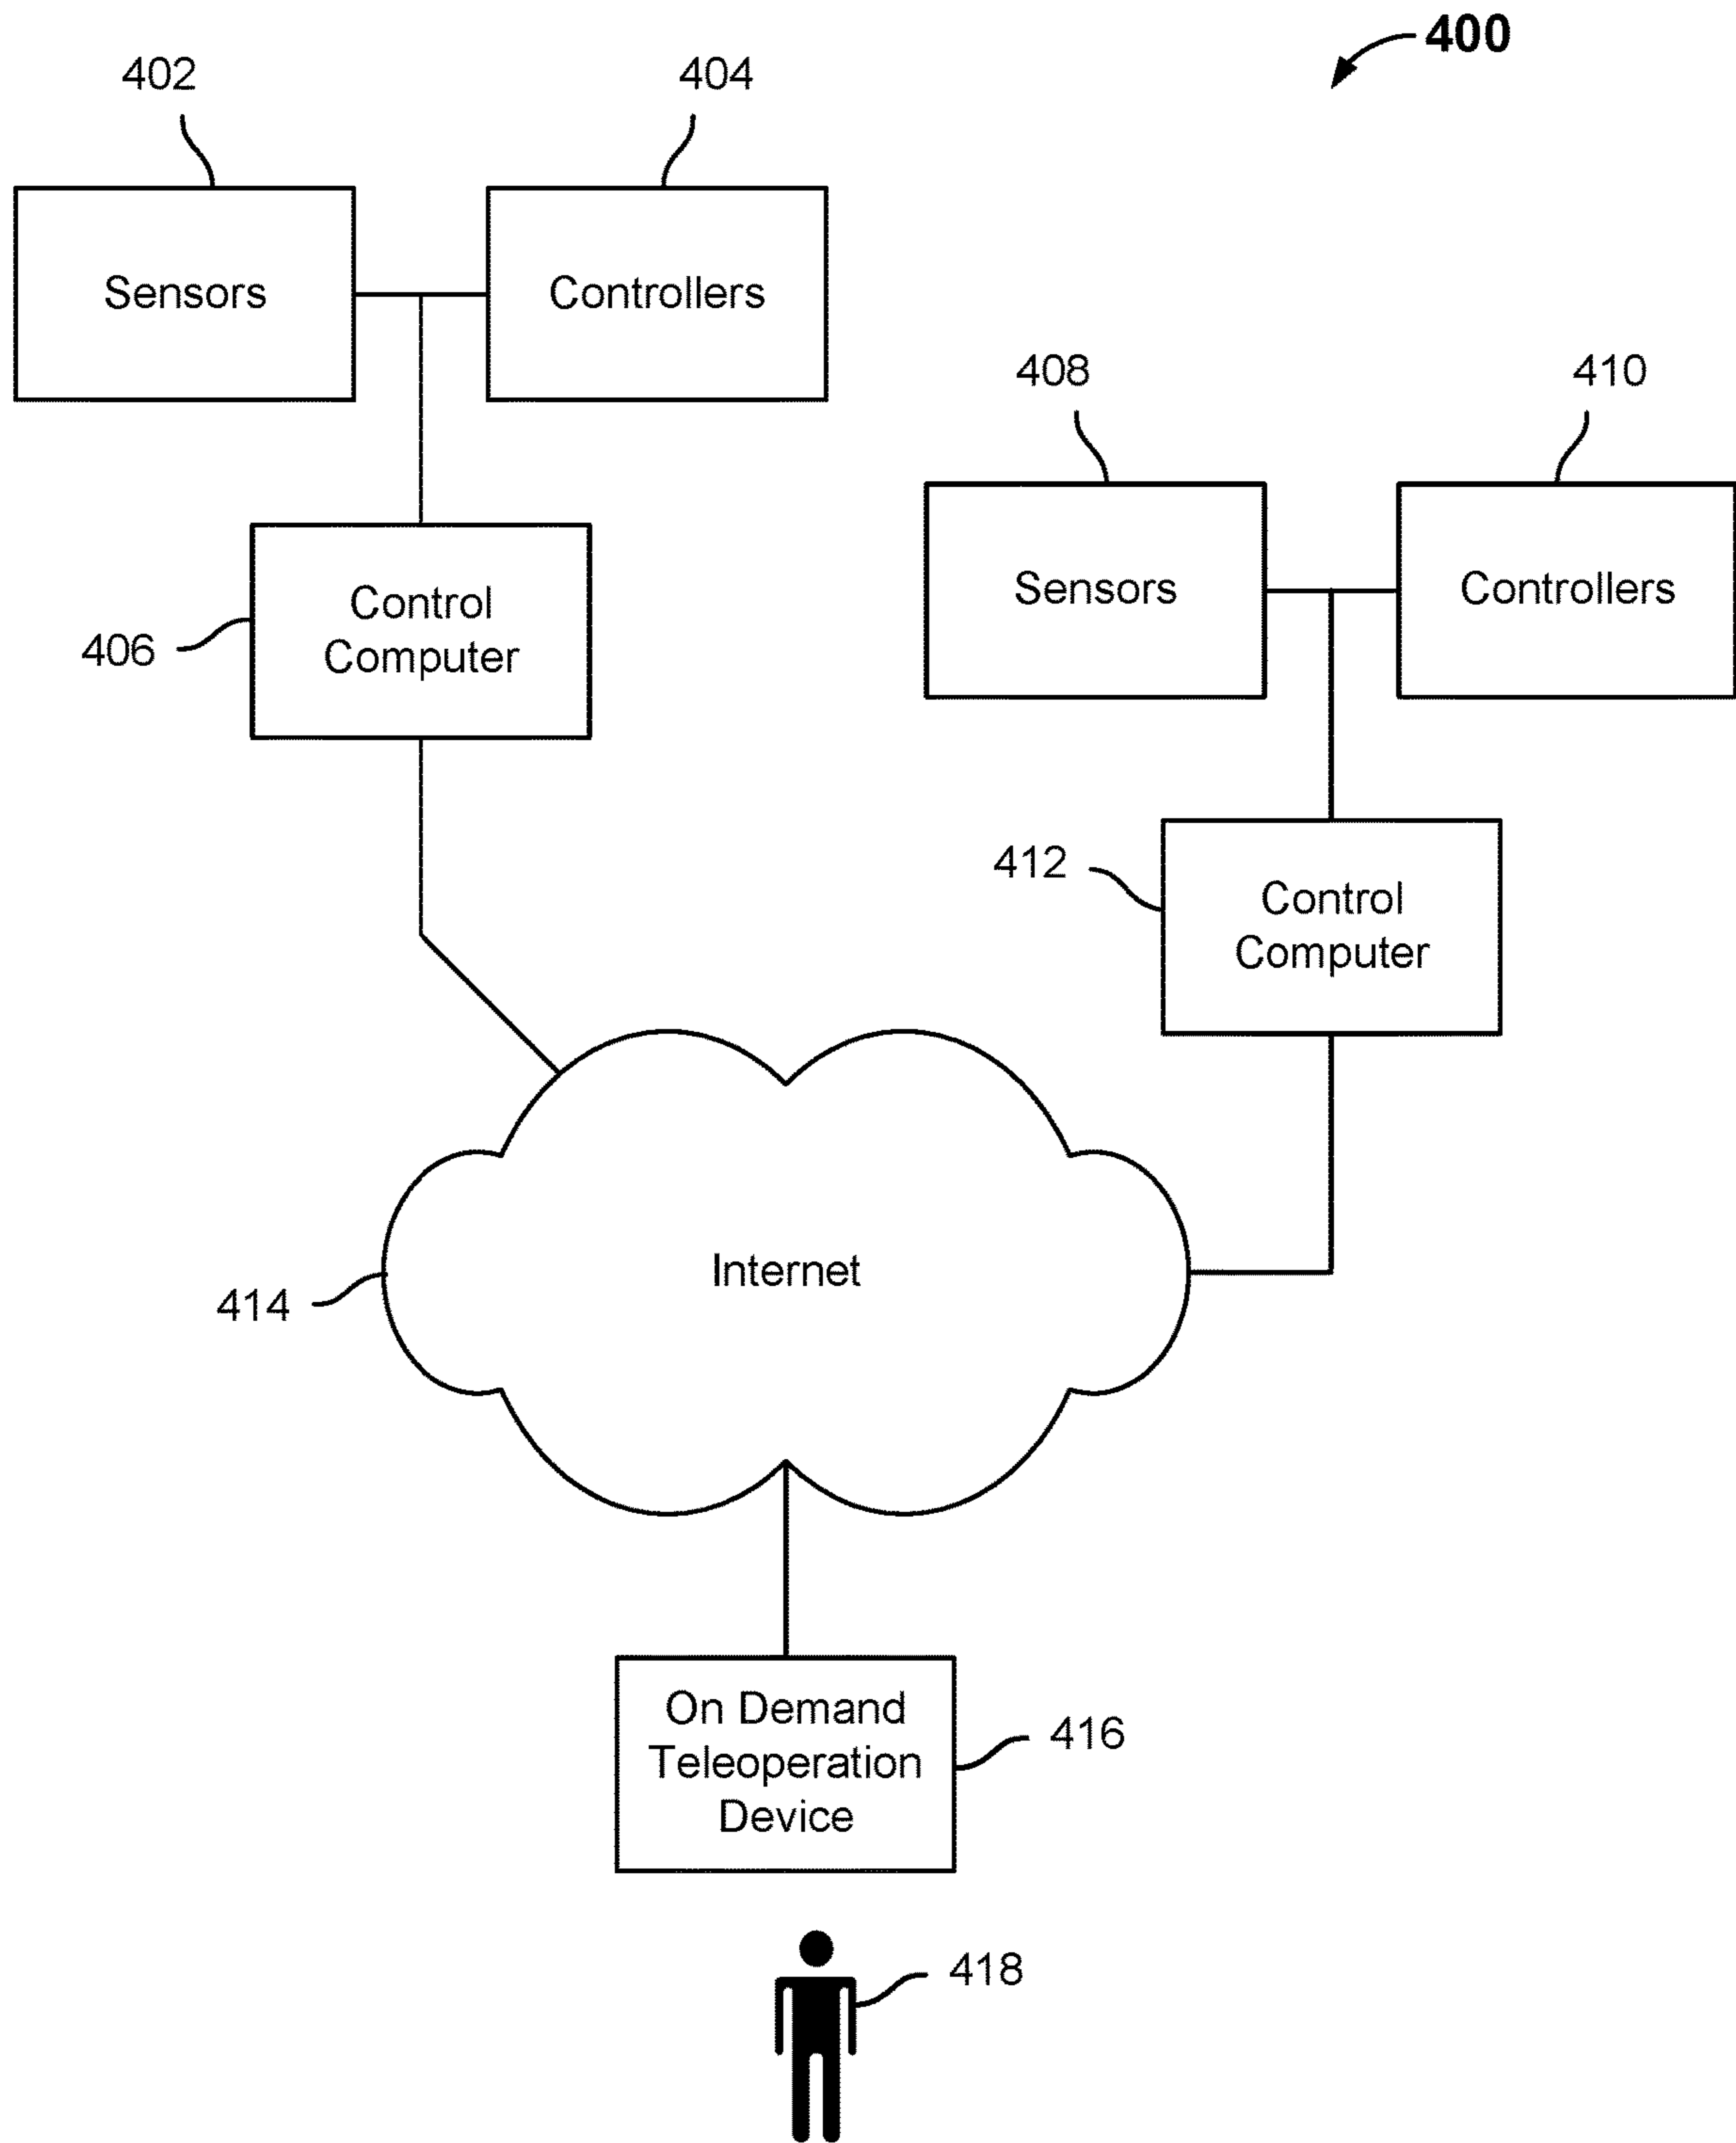 400
402
404
Sensors
Controllers
408
410
406
Control
Computer
Sensors
Controllers
412
Control
Computer
414
Internet
On Demand
Teleoperation
Device
416
418